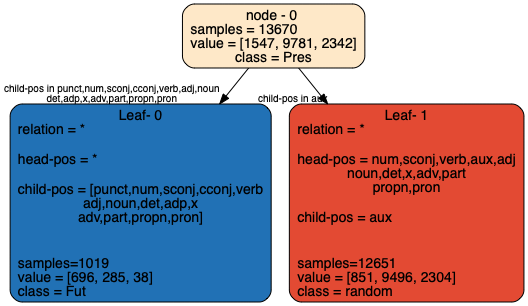 node - 0
samples = 13670
value = [1547, 9781, 2342]
class = Pres
child-pos in punct,num,sconj,cconj,verb,adj,noun
det,adp,x,adv,part,propn,pron
child-pos in aux
Leaf- 0
relation = *
head-pos = *
child-pos = [punct,num,sconj,cconj,verb
adj,noun,det,adp,x
adv,part,propn,pron]
samples=1019
value = [696, 285, 38]
class = Fut
Leaf- 1
relation = *
head-pos = num,sconj,verb,aux,adj
noun,det,x,adv,part
propn,pron
child-pos = aux
samples=12651
value = [851, 9496, 2304]
class = random